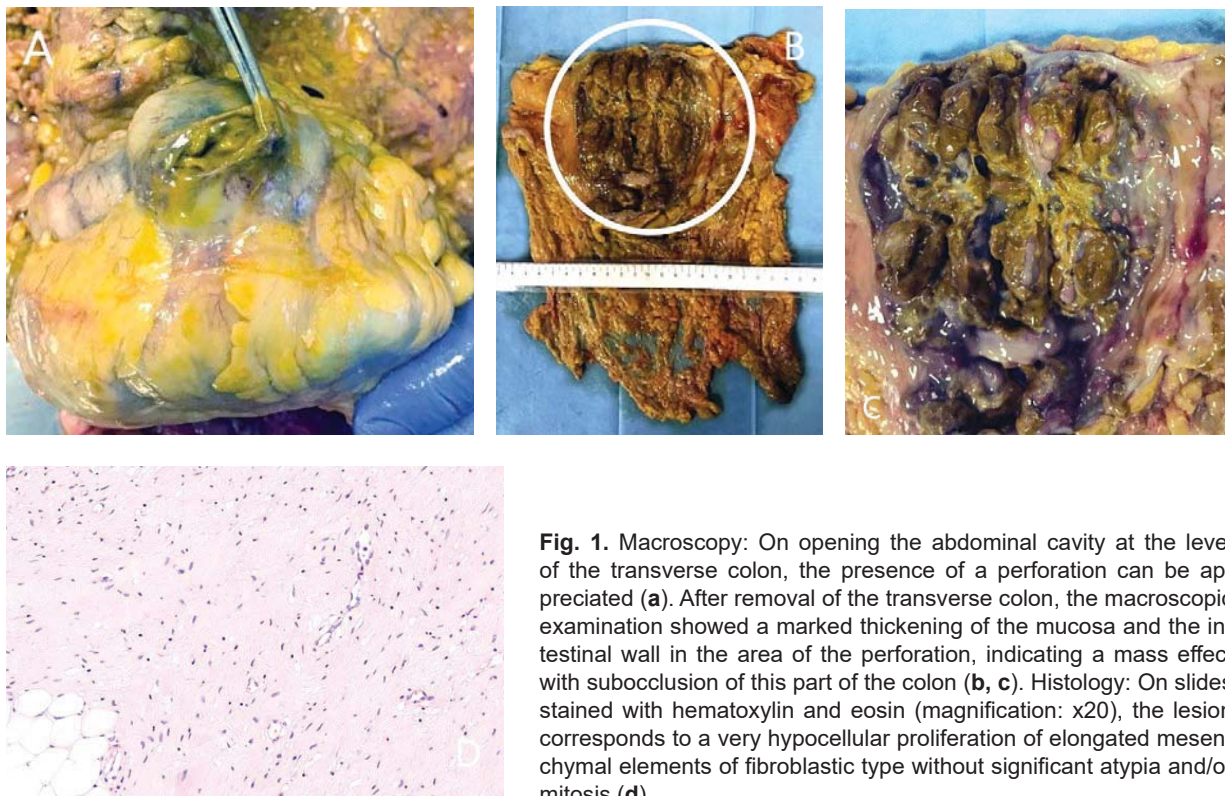 A
B
C
D
Fig. 1. Macroscopy: On opening the abdominal cavity at the leve
of the transverse colon, the presence of a perforation can be ap
preciated (a). After removal of the transverse colon, the macroscopic
examination showed a marked thickening of the mucosa and the in
testinal wall in the area of the perforation, indicating a mass effec
with subocclusion of this part of the colon (b, c). Histology: On slides
stained with hematoxylin and eosin (magnification: x20), the lesion
corresponds to a very hypocellular proliferation of elongated mesen
chymal elements of fibroblastic type without significant atypia and/o
mitosis (d)